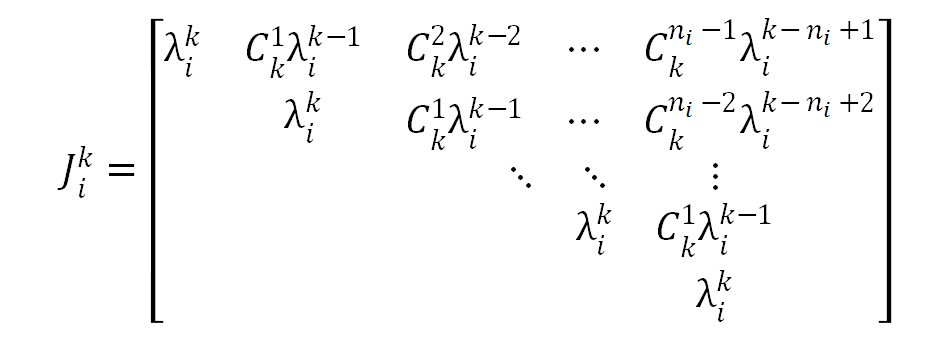 J_i^k = [ λ_i^k  C_k^1 λ_i^{k−1}  C_k^2 λ_i^{k−2}  ⋯  C_k^{n_i −1} λ_i^{k− n_i +1}
λ_i^k  C_k^1 λ_i^{k−1}  ⋯  C_k^{n_i −2} λ_i^{k− n_i +2}
⋱  ⋱  ⋮
λ_i^k  C_k^1 λ_i^{k−1}
λ_i^k ]